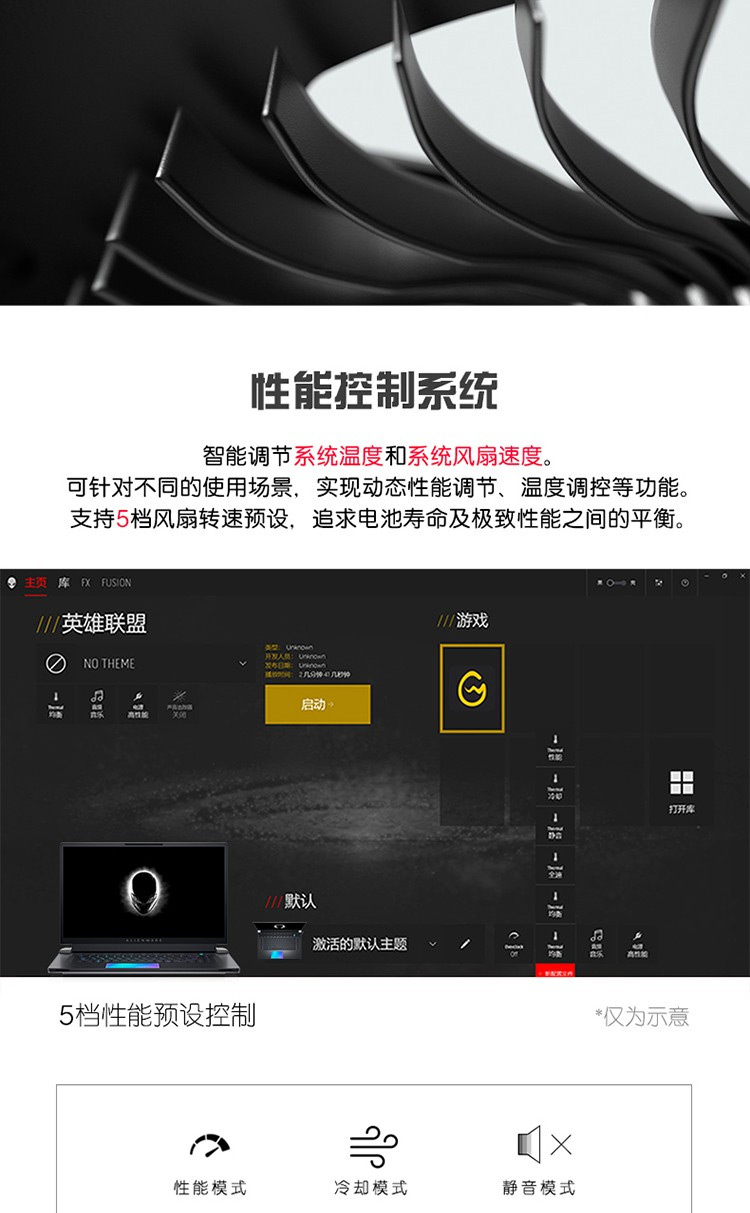 性能控制系统
智能调节系统温度和系统风扇速度。
可针对不同的使用场景，实现动态性能调节、温度调控等功能。
支持5档风扇转速预设，追求电池寿命及极致性能之间的平衡。
主页 库 FX FUSION
///英雄联盟
///游戏
NO THEME
类型: Unknown
开发人员: Unknown
发布日期: Unknown
播放时间: 2 几分钟 41 几秒钟
启动
Thermal 均衡
音频 音乐
电源 高性能
声音追踪器 关闭
Thermal 性能
Thermal 冷却
Thermal 静音
Thermal 全速
Thermal 均衡
打开库
ALIENWARE
///默认
激活的默认主题
Overclock Off
Thermal 均衡
音频 音乐
电源 高性能
新配置文件
5档性能预设控制
*仅为示意
性能模式 冷却模式 静音模式